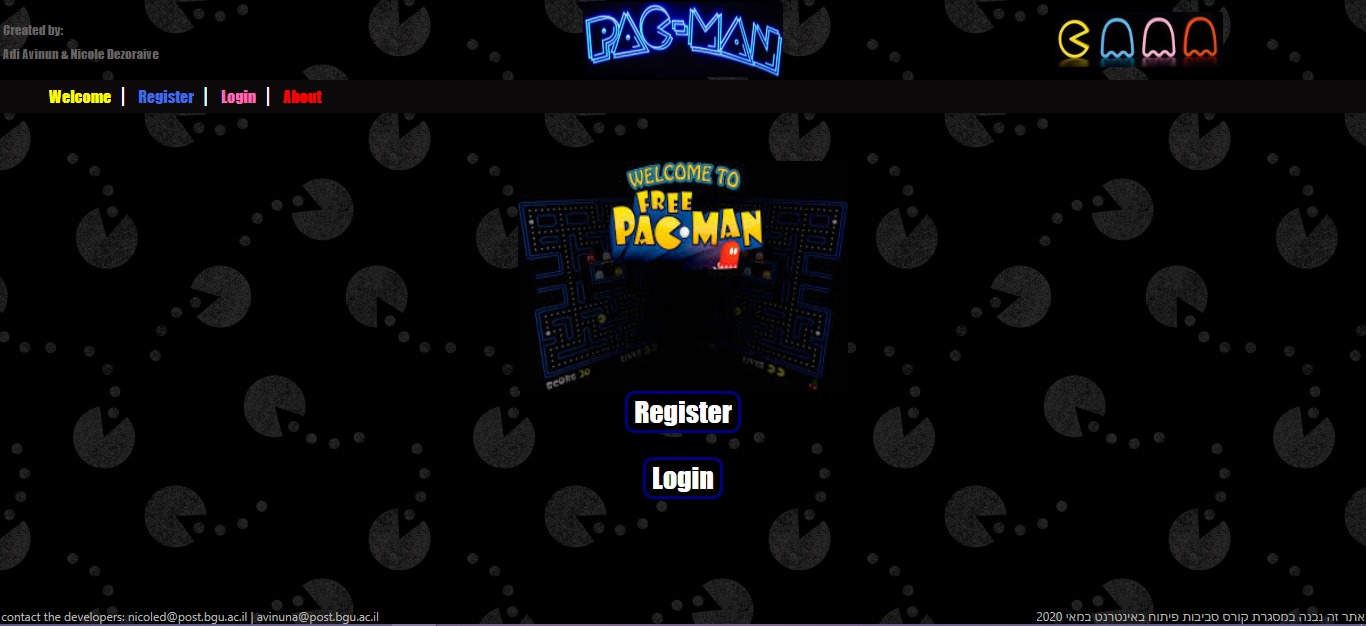 Created by:
Adi Avinun & Nicole Dezoraive
PAC-MAN
Welcome | Register | Login | About
WELCOME TO
FREE
PAC-MAN
Register
Login
contact the developers: nicoled@post.bgu.ac.il | avinuna@post.bgu.ac.il
אתר זה נבנה במסגרת קורס סביבות פיתוח באינטרנט במאי 2020